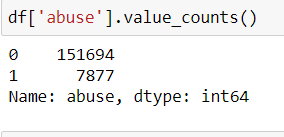 df['abuse'].value_counts()
0    151694
1      7877
Name: abuse, dtype: int64